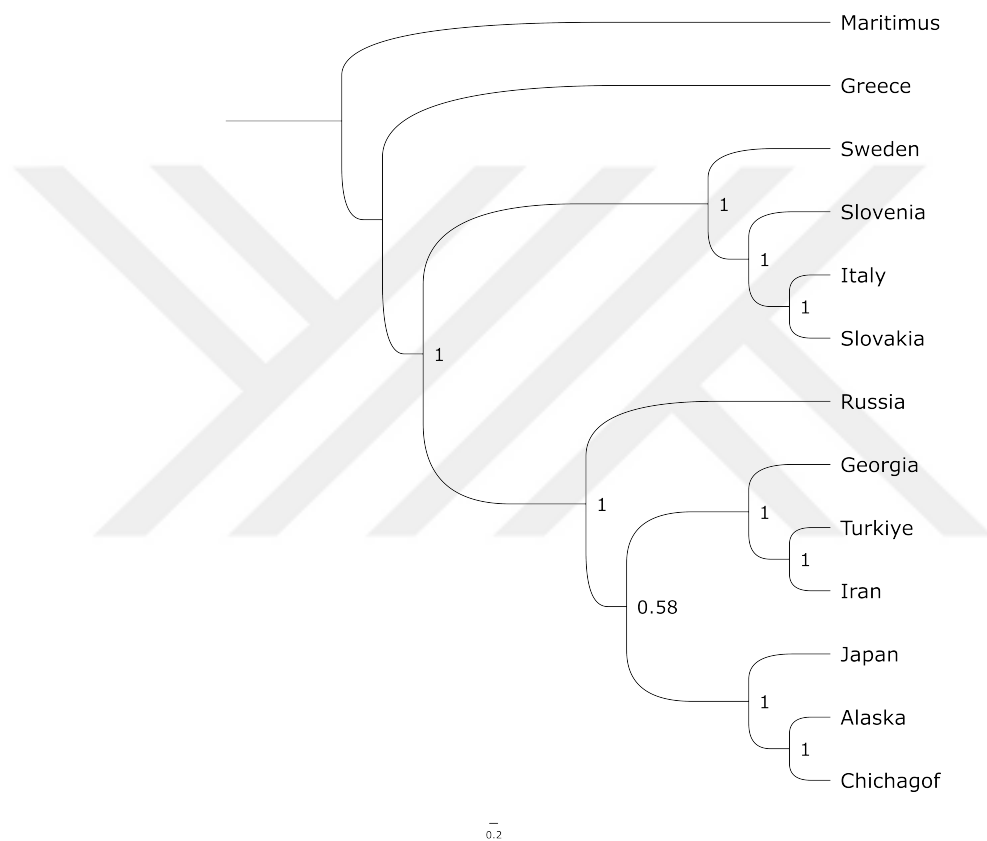 Maritimus
Greece
Sweden
1
Slovenia
1
Italy
1
Slovakia
1
Russia
Georgia
1
1
Turkiye
1
Iran
0.58
Japan
1
Alaska
1
Chichagof
0.2